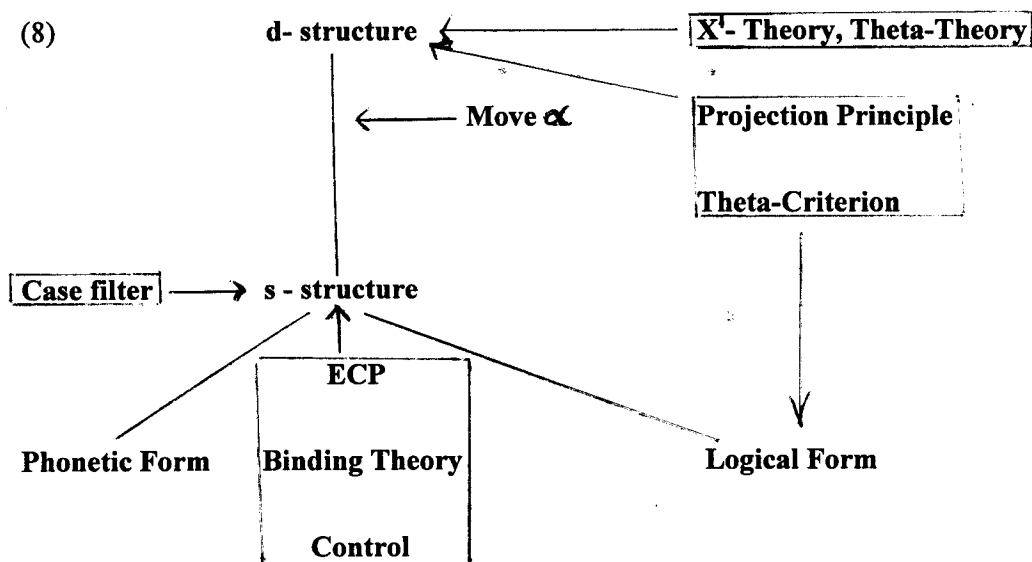 (8)
d- structure
X'- Theory, Theta-Theory
Move α
Projection Principle
Theta-Criterion
Case filter
s - structure
ECP
Phonetic Form
Binding Theory
Logical Form
Control